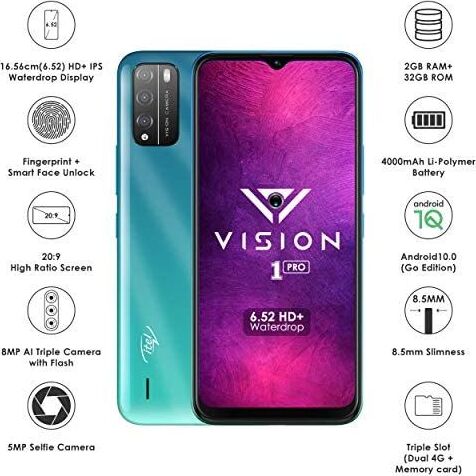 6.52
16.56cm(6.52) HD+ IPS
Waterdrop Display
Fingerprint +
Smart Face Unlock
20:9
20:9
High Ratio Screen
8MP AI Triple Camera
with Flash
5MP Selfie Camera
VISION CAMERA
itel
VISION
1 PRO
6.52 HD+
Waterdrop
2GB RAM+
32GB ROM
4000mAh Li-Polymer
Battery
android
10
Android10.0
(Go Edition)
8.5MM
8.5mm Slimness
Triple Slot
(Dual 4G +
Memory card)